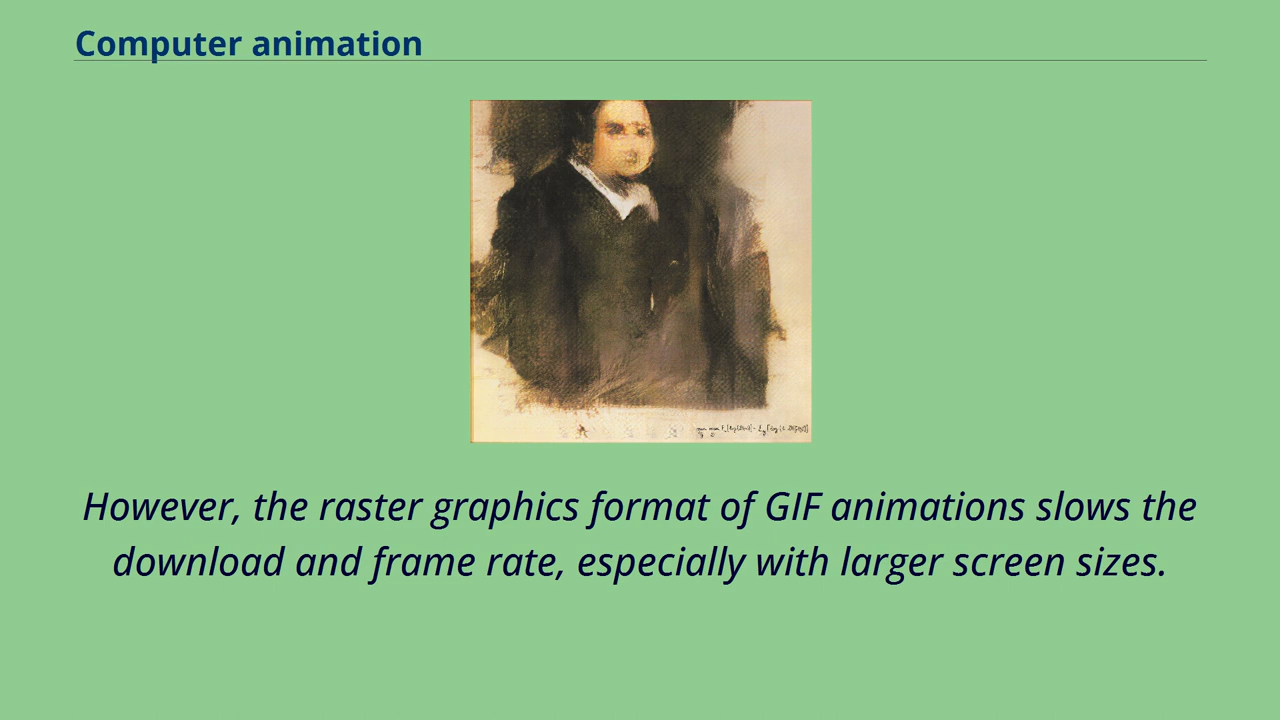 Computer animation
However, the raster graphics format of GIF animations slows the
download and frame rate, especially with larger screen sizes.